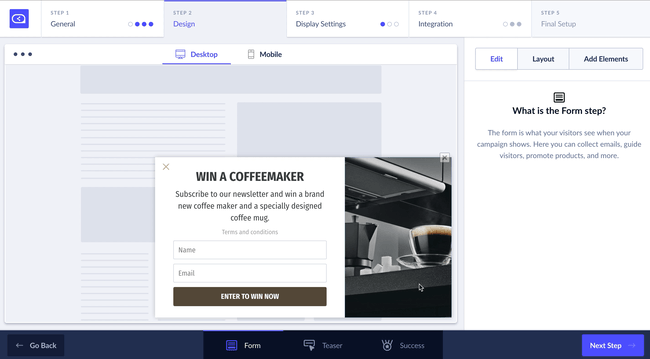 STEP 1
General
STEP 2
Design
STEP 3
Display Settings
STEP 4
Integration
STEP 5
Final Setup
Desktop
Mobile
Edit
Layout
Add Elements
What is the Form step?
The form is what your visitors see when your
campaign shows. Here you can collect emails, guide
visitors, promote products, and more.
WIN A COFFEEMAKER
Subscribe to our newsletter and win a brand
new coffee maker and a specially designed
coffee mug.
Terms and conditions
Name
Email
ENTER TO WIN NOW
Go Back
Form
Teaser
Success
Next Step